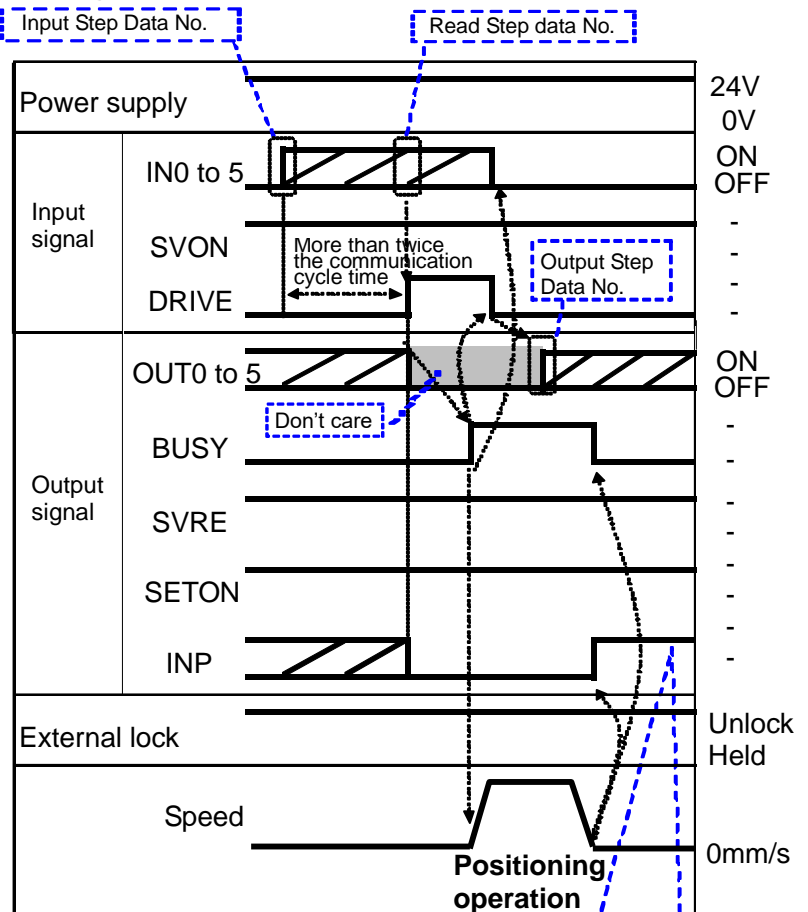 Input Step Data No.
Read Step data No.
Power supply
24V
0V
Input
signal
IN0 to 5
ON
OFF
SVON
-
-
More than twice
the communication
cycle time
Output Step
Data No.
DRIVE
-
-
Output
signal
OUT0 to 5
ON
OFF
Don't care
BUSY
-
-
SVRE
-
-
SETON
-
-
INP
-
-
External lock
Unlock
Held
Speed
0mm/s
Positioning
operation